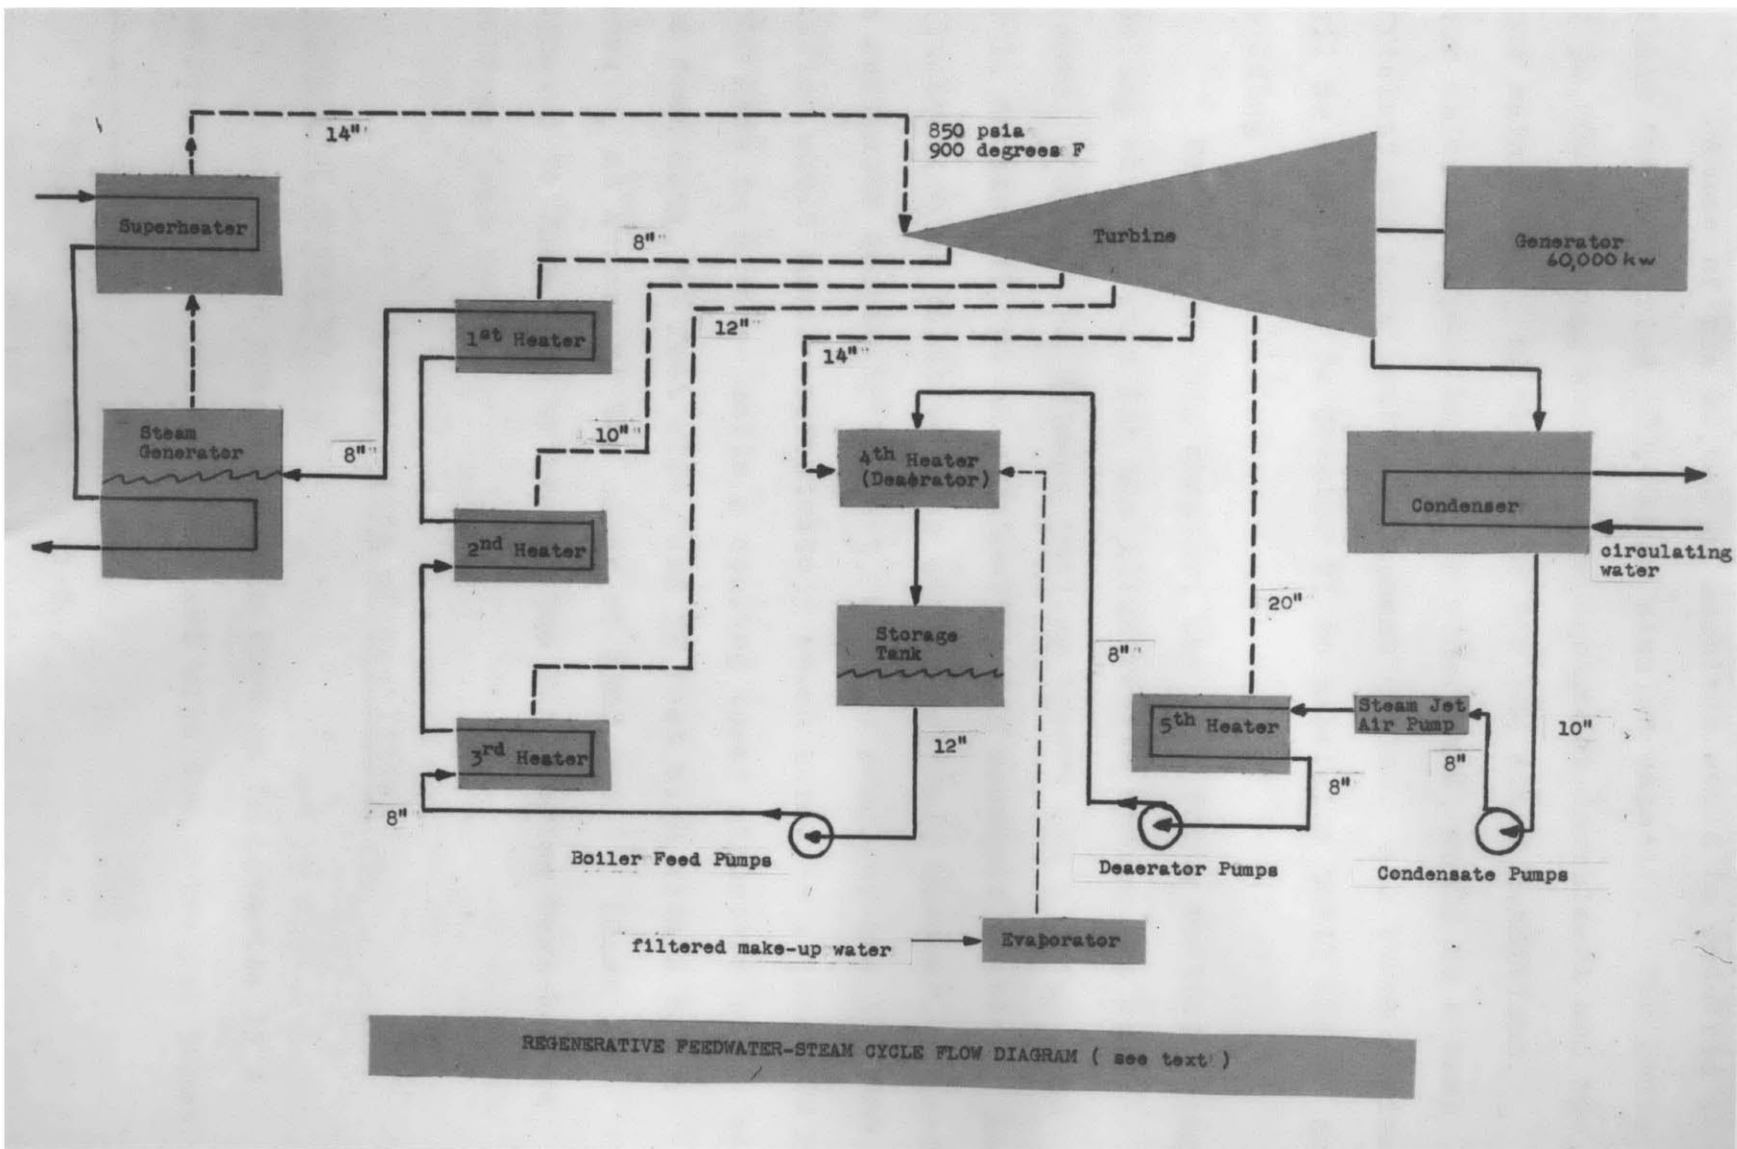 14"
850 psia
900 degrees F
Superheater
8"
Turbine
Generator
60,000 kw
1st Heater
12"
14"
Steam
Generator
8"
10"
4th Heater
(Deaerator)
Condenser
2nd Heater
circulating
water
20"
Storage
Tank
8"
Steam Jet
Air Pump
5th Heater
10"
3rd Heater
12"
8"
8"
8"
Boiler Feed Pumps
Deaerator Pumps
Condensate Pumps
filtered make-up water
Evaporator
REGENERATIVE FEEDWATER-STEAM CYCLE FLOW DIAGRAM ( see text )